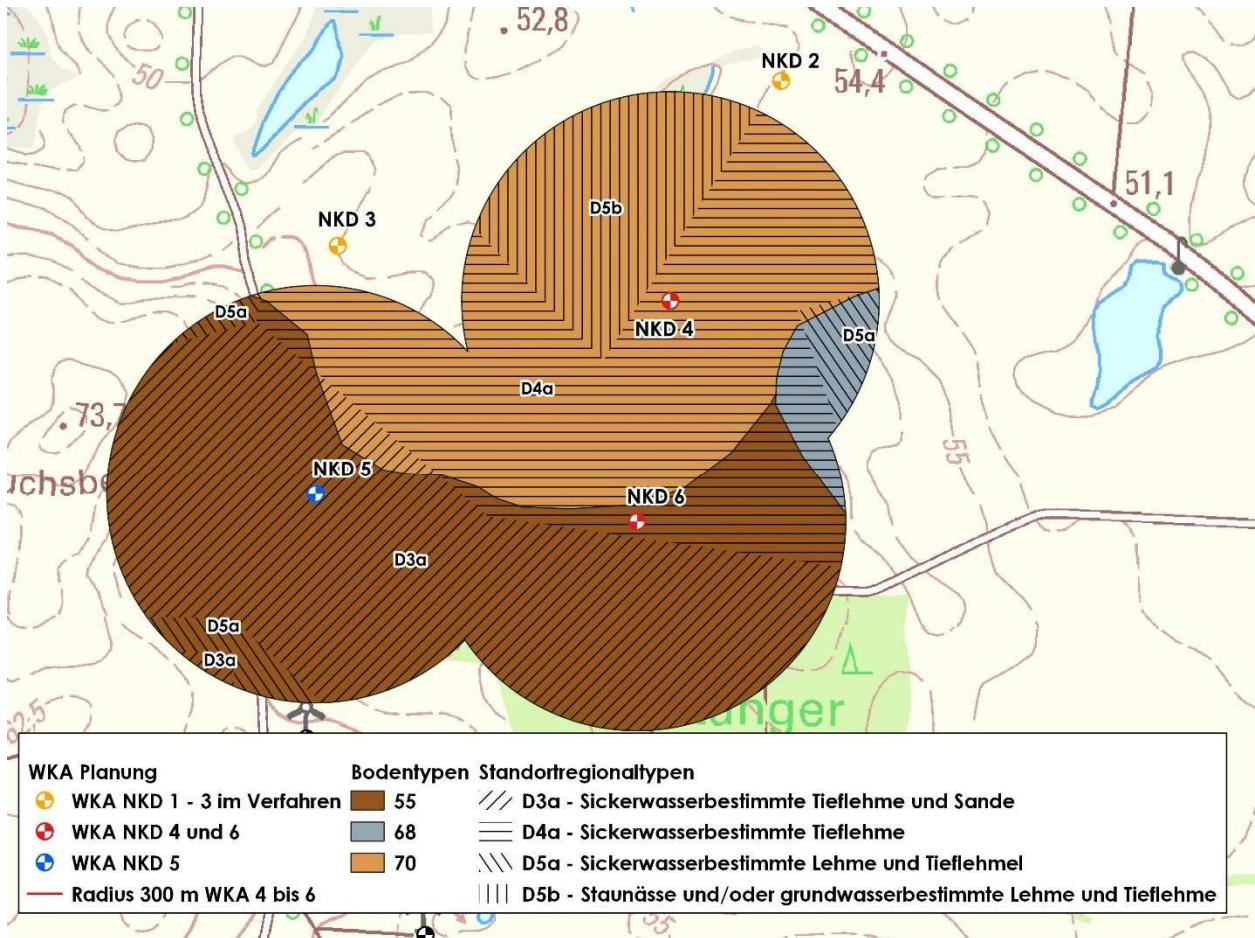 52,8
NKD 2
50
54,4
51,1
D5b
NKD 3
D5a
NKD 4
D5a
D4a
73,7
NKD 5
NKD 6
55
D3a
D5a
D3a
62,5
WKA Planung
WKA NKD 1 - 3 im Verfahren
WKA NKD 4 und 6
WKA NKD 5
Radius 300 m WKA 4 bis 6
Bodentypen
55
68
70
Standortregionaltypen
D3a - Sickerwasserbestimmte Tieflehme und Sande
D4a - Sickerwasserbestimmte Tieflehme
D5a - Sickerwasserbestimmte Lehme und Tieflehmel
D5b - Staunässe und/oder grundwasserbestimmte Lehme und Tieflehme
55